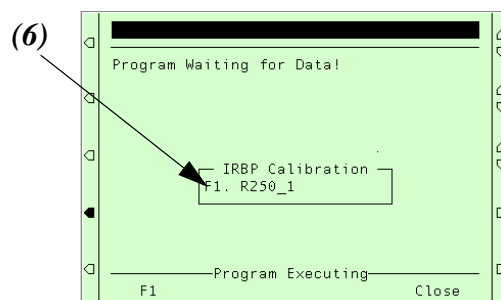 (6)
Program Waiting for Data!
IRBP Calibration
F1. R250_1
Program Executing
F1 Close